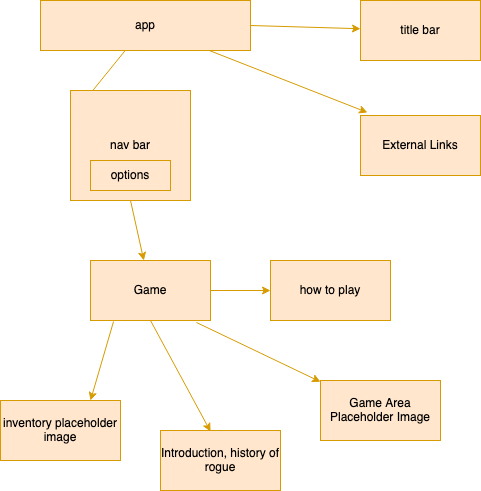 app
title bar
nav bar
External Links
options
Game
how to play
inventory placeholder
image
Introduction, history of
rogue
Game Area
Placeholder Image